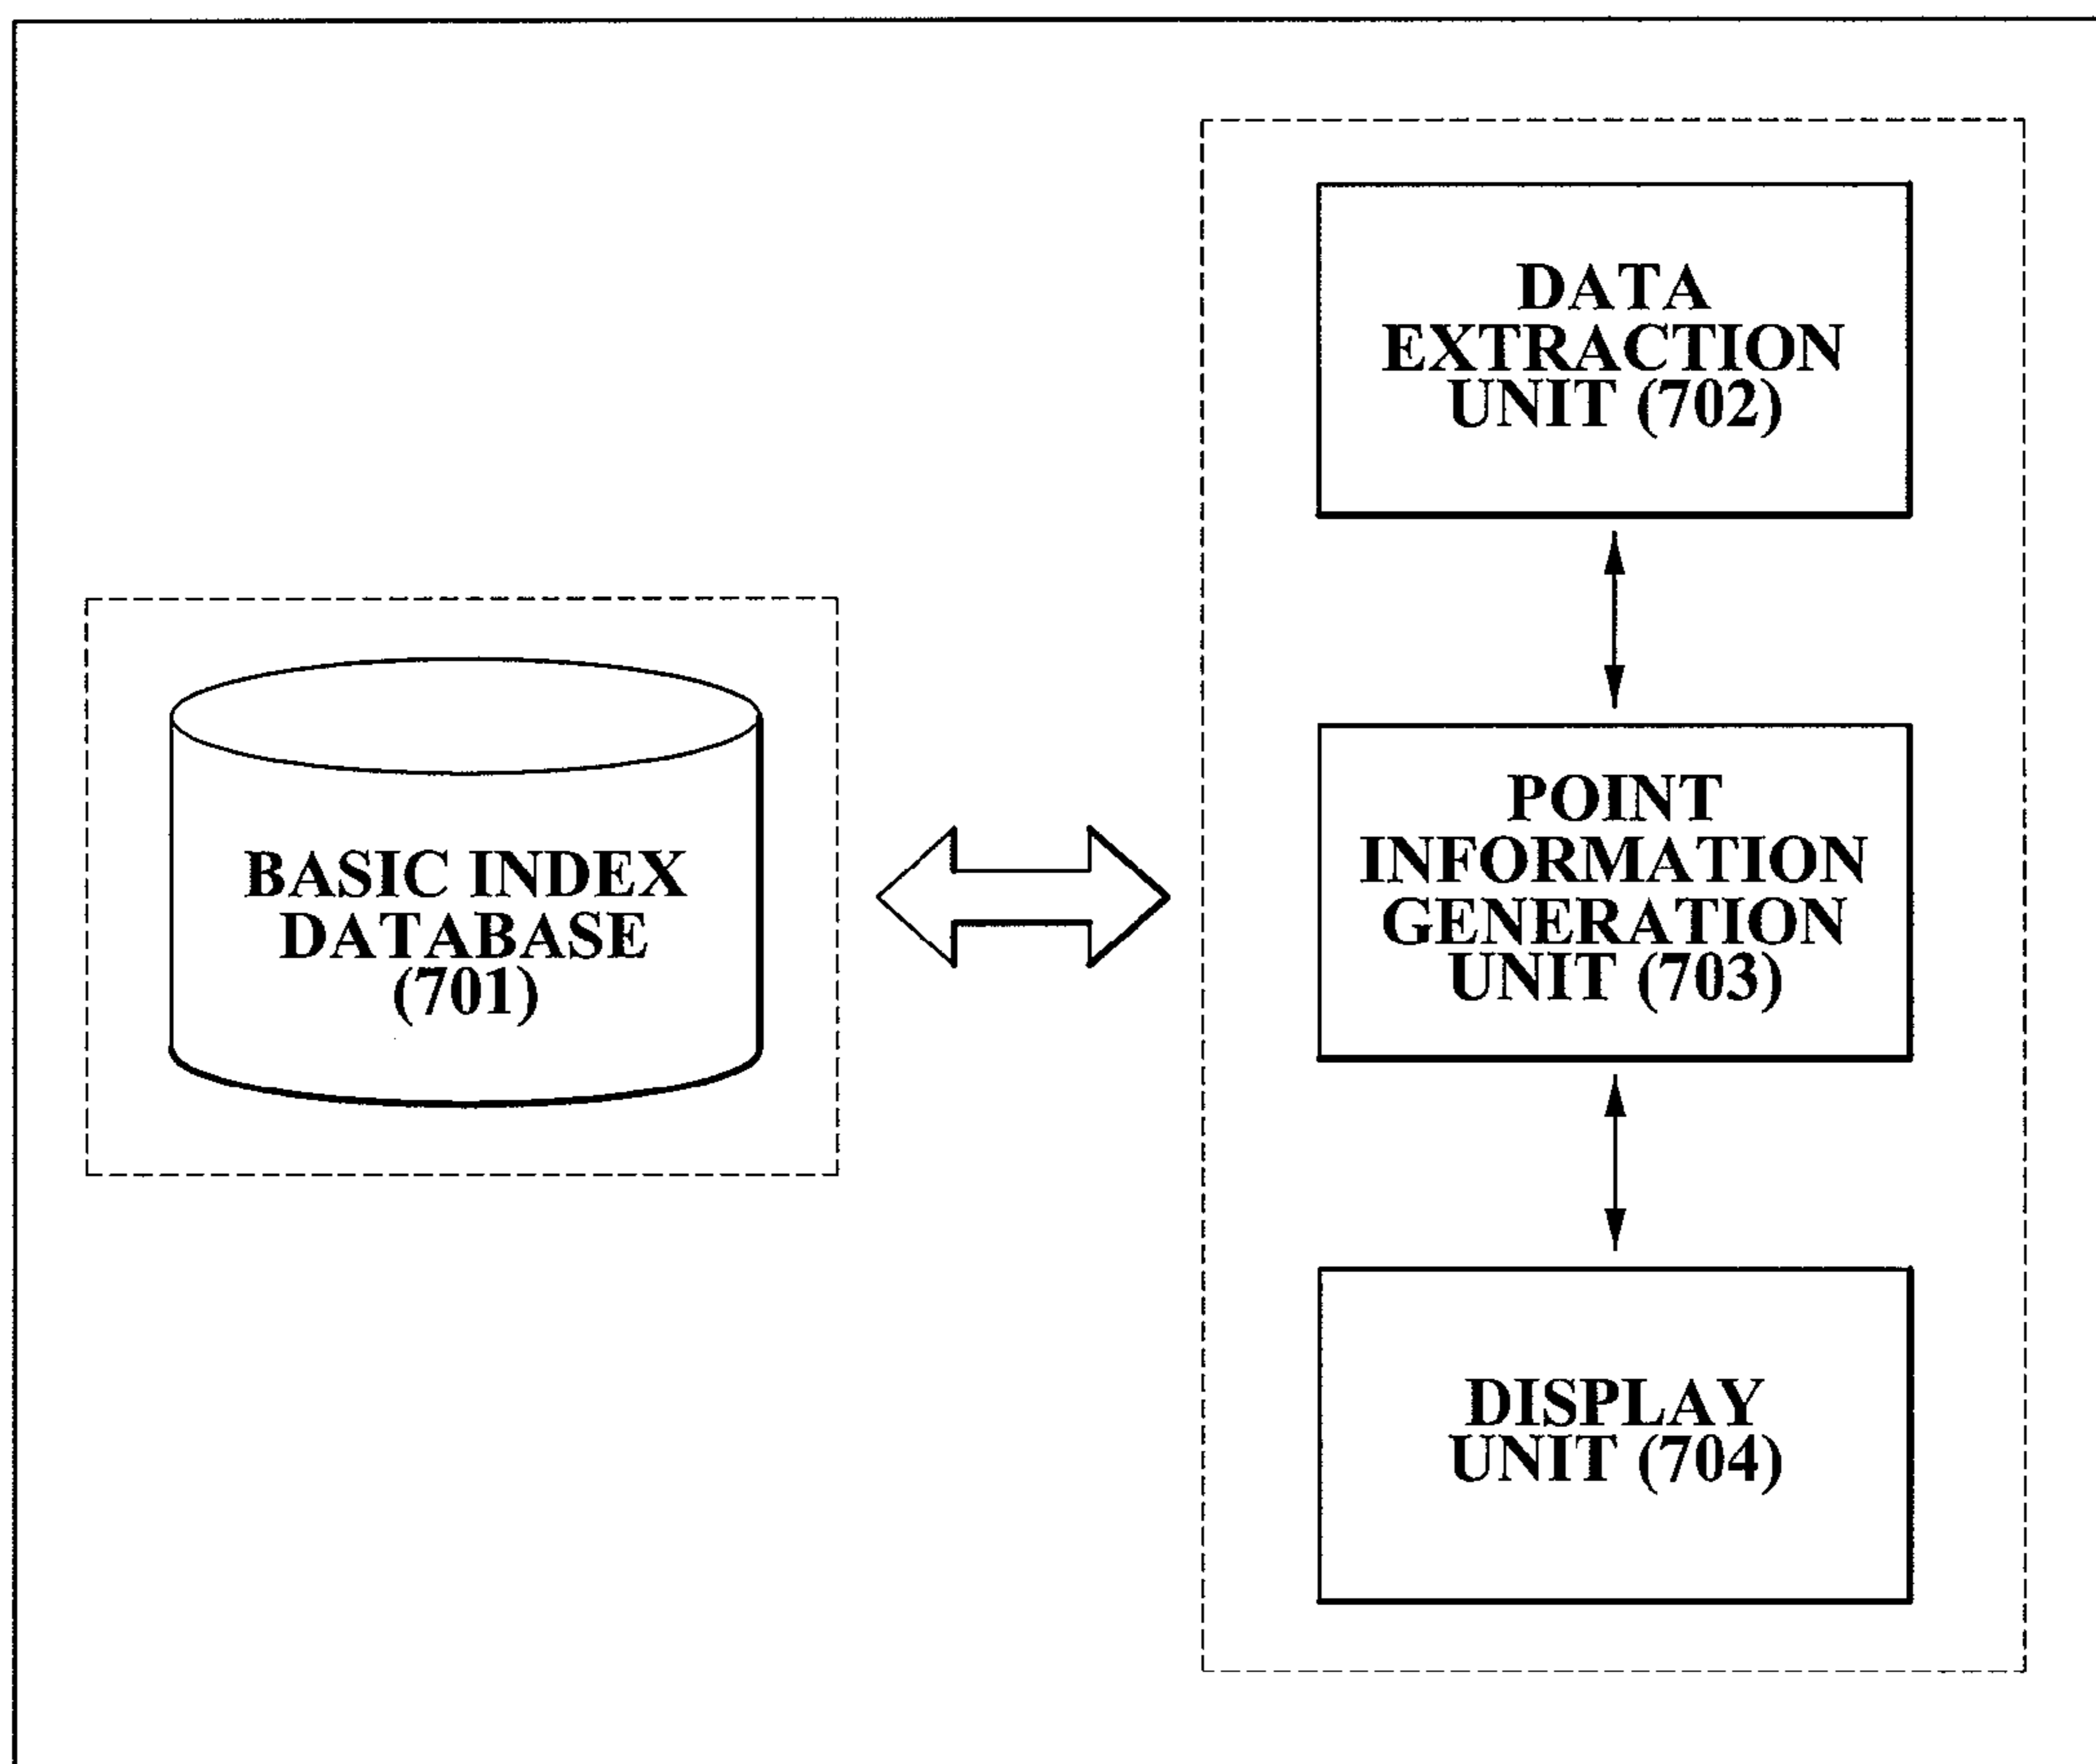 BASIC INDEX
DATABASE
(701)
DATA
EXTRACTION
UNIT (702)
POINT
INFORMATION
GENERATION
UNIT (703)
DISPLAY
UNIT (704)